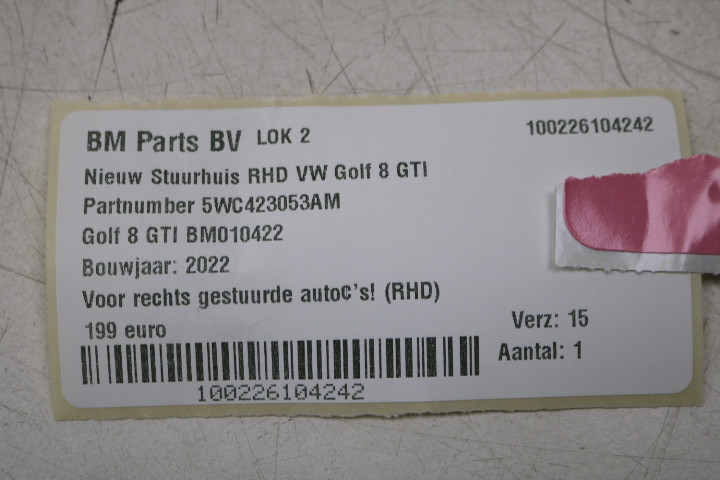 BM Parts BV LOK 2 100226104242
Nieuw Stuurhuis RHD VW Golf 8 GTI
Partnumber 5WC423053AM
Golf 8 GTI BM010422
Bouwjaar: 2022
Voor rechts gestuurde auto¢'s! (RHD)
199 euro Verz: 15
Aantal: 1
100226104242